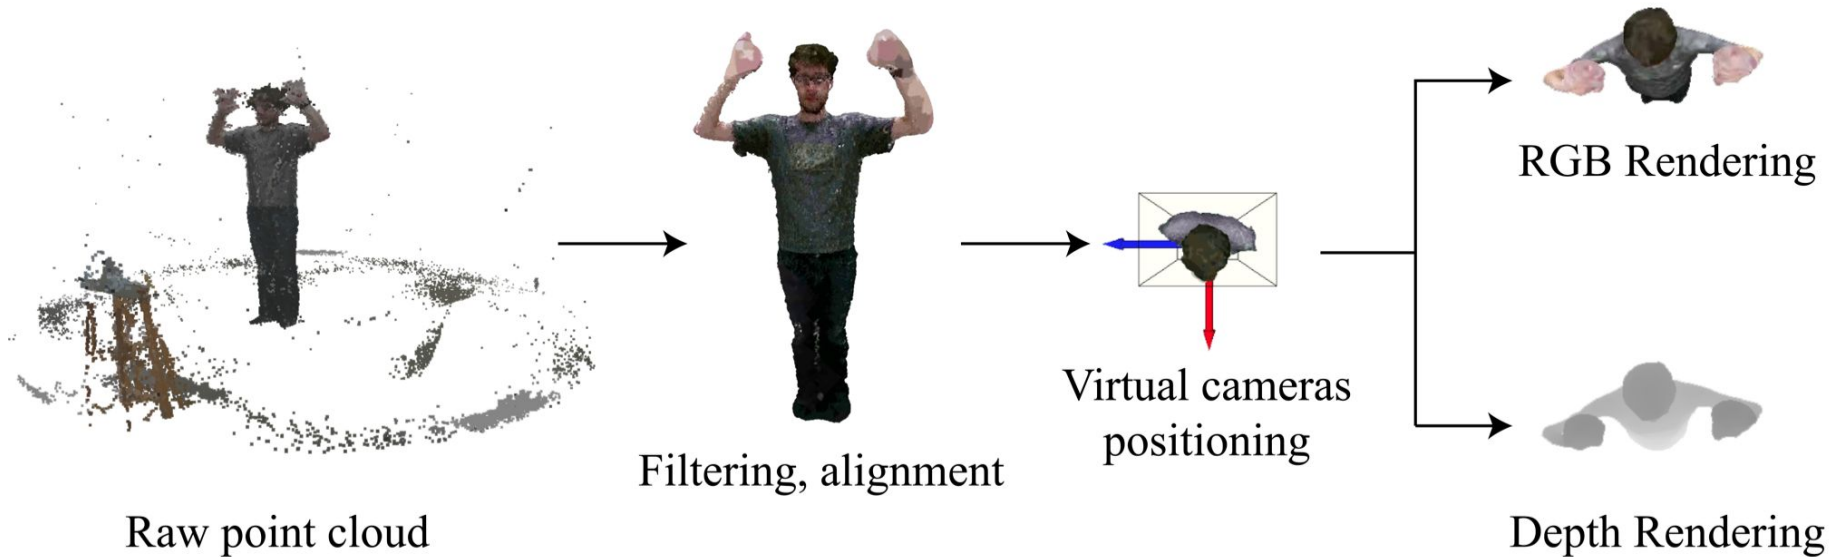 Raw point cloud
Filtering, alignment
Virtual cameras
positioning
RGB Rendering
Depth Rendering